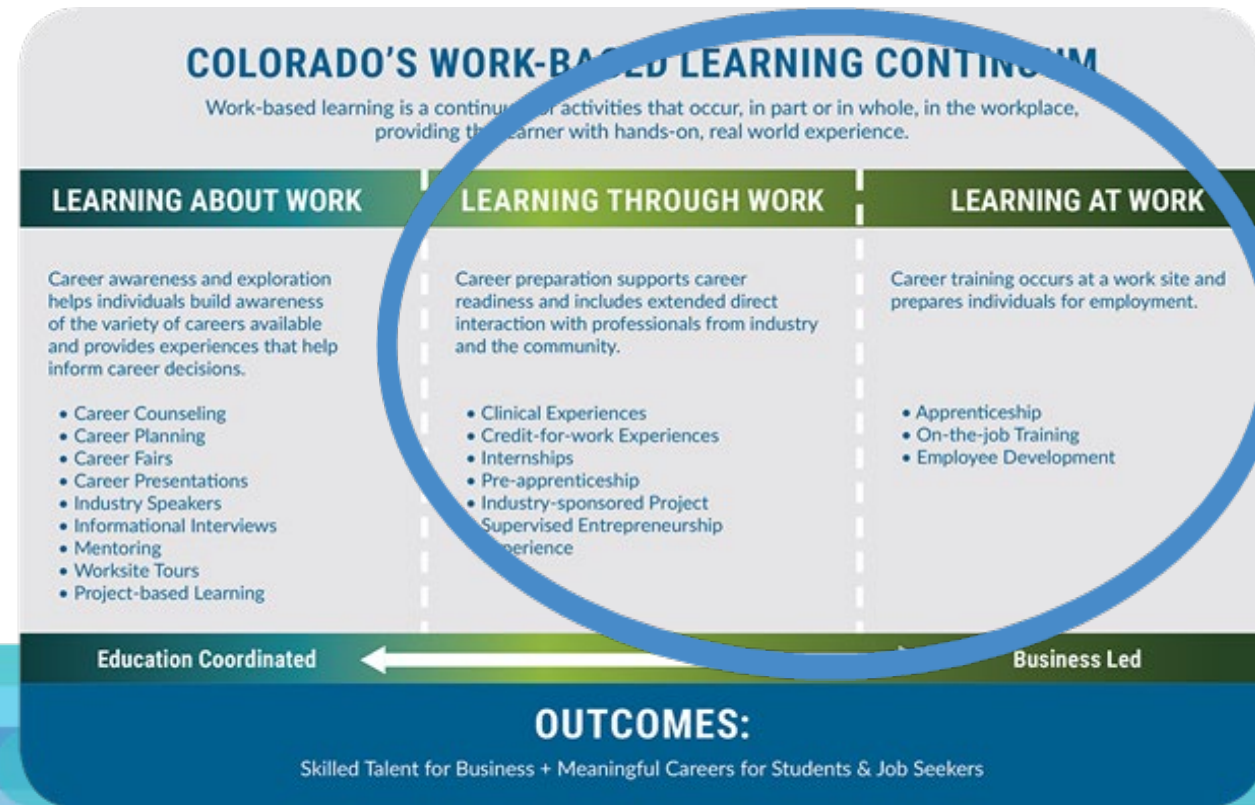 COLORADO'S WORK-BASED LEARNING CONTINUUM
Work-based learning is a continuum of activities that occur, in part or in whole, in the workplace,
providing the learner with hands-on, real world experience.
LEARNING ABOUT WORK
Career awareness and exploration
helps individuals build awareness
of the variety of careers available
and provides experiences that help
inform career decisions.
• Career Counseling
• Career Planning
• Career Fairs
• Career Presentations
• Industry Speakers
• Informational Interviews
• Mentoring
• Worksite Tours
• Project-based Learning
LEARNING THROUGH WORK
Career preparation supports career
readiness and includes extended direct
interaction with professionals from industry
and the community.
• Clinical Experiences
• Credit-for-work Experiences
• Internships
• Pre-apprenticeship
• Industry-sponsored Project
Supervised Entrepreneurship
Experience
LEARNING AT WORK
Career training occurs at a work site and
prepares individuals for employment.
• Apprenticeship
• On-the-job Training
• Employee Development
Education Coordinated
Business Led
OUTCOMES:
Skilled Talent for Business + Meaningful Careers for Students & Job Seekers